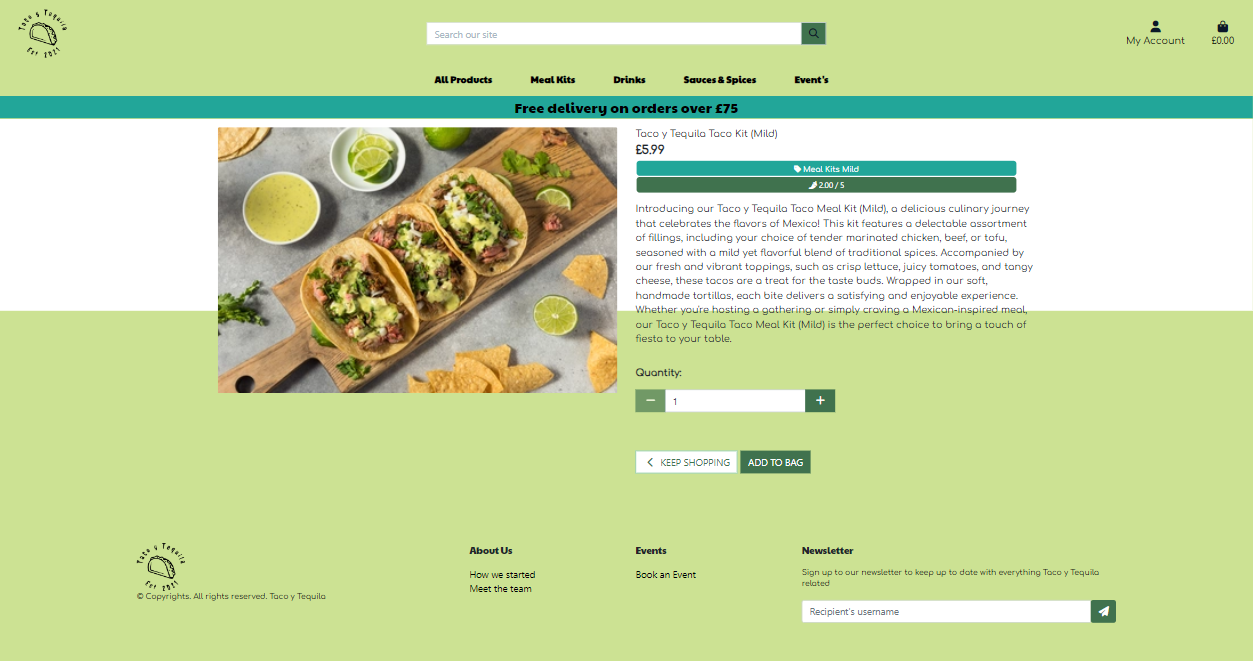 Taco y Tequila
Est 2021
Search our site
My Account
£0.00
All Products
Meal Kits
Drinks
Sauces & Spices
Event's
Free delivery on orders over £75
Taco y Tequila Taco Kit (Mild)
£5.99
Meal Kits Mild
2.00 / 5
Introducing our Taco y Tequila Taco Meal Kit (Mild), a delicious culinary journey
that celebrates the flavors of Mexico! This kit features a delectable assortment
of fillings, including your choice of tender marinated chicken, beef, or tofu,
seasoned with a mild yet flavorful blend of traditional spices. Accompanied by
our fresh and vibrant toppings, such as crisp lettuce, juicy tomatoes, and tangy
cheese, these tacos are a treat for the taste buds. Wrapped in our soft,
handmade tortillas, each bite delivers a satisfying and enjoyable experience.
Whether you're hosting a gathering or simply craving a Mexican-inspired meal,
our Taco y Tequila Taco Meal Kit (Mild) is the perfect choice to bring a touch of
fiesta to your table.
Quantity:
1
KEEP SHOPPING
ADD TO BAG
Taco y Tequila
Est 2021
© Copyrights. All rights reserved. Taco y Tequila
About Us
How we started
Meet the team
Events
Book an Event
Newsletter
Sign up to our newsletter to keep up to date with everything Taco y Tequila
related
Recipient's username